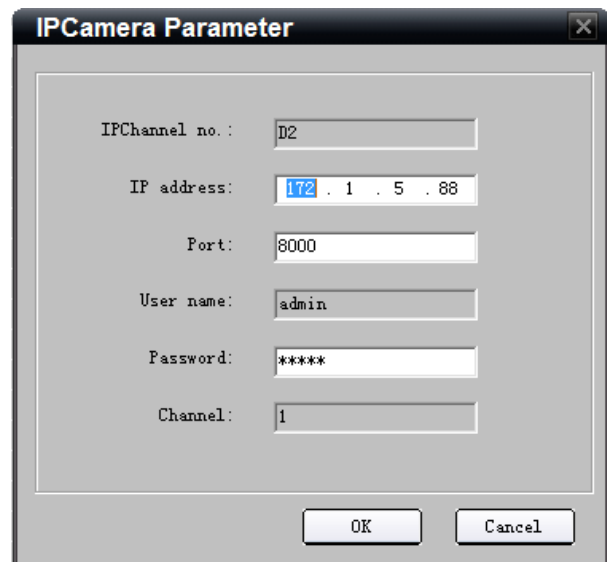 IPCamera Parameter
IPChannel no.: D2
IP address: 172 . 1 . 5 . 88
Port: 8000
User name: admin
Password: *****
Channel: 1
OK Cancel